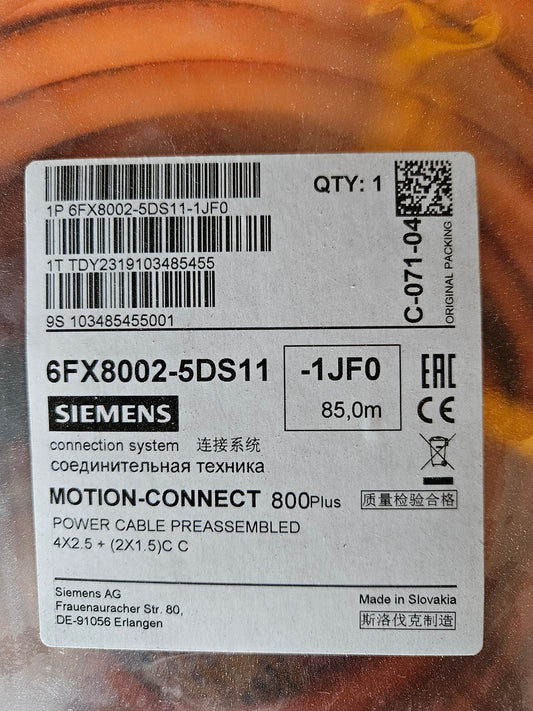 1P 6FX8002-5DS11-1JF0
QTY: 1
1T TDY2319103485455
9S 103485455001
C-071-04
ORIGINAL PACKING
6FX8002-5DS11
-1JF0
85,0m
EAC
CE
SIEMENS
connection system 连接系统
соединительная техника
MOTION-CONNECT 800Plus
质量检验合格
POWER CABLE PREASSEMBLED
4X2.5 + (2X1.5)C C
Siemens AG
Frauenauracher Str. 80,
DE-91056 Erlangen
Made in Slovakia
斯洛伐克制造